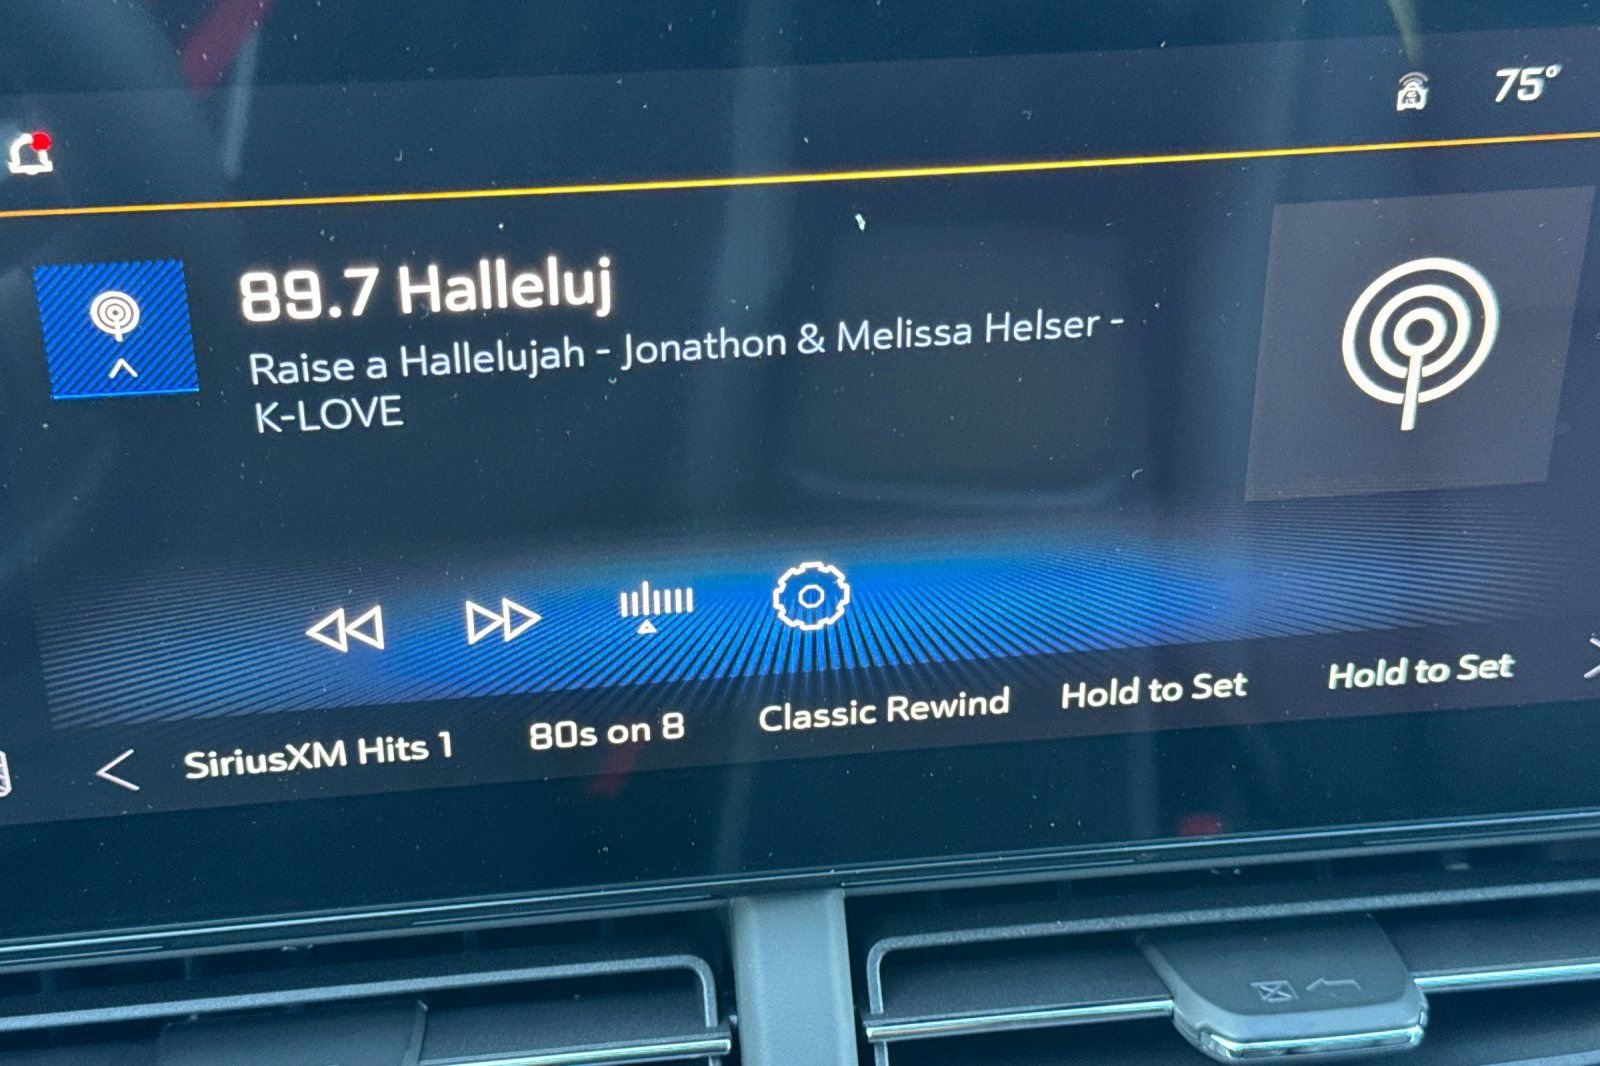 75°
89.7 Halleluj
Raise a Hallelujah - Jonathon & Melissa Helser -
K-LOVE
SiriusXM Hits 1
80s on 8
Classic Rewind
Hold to Set
Hold to Set